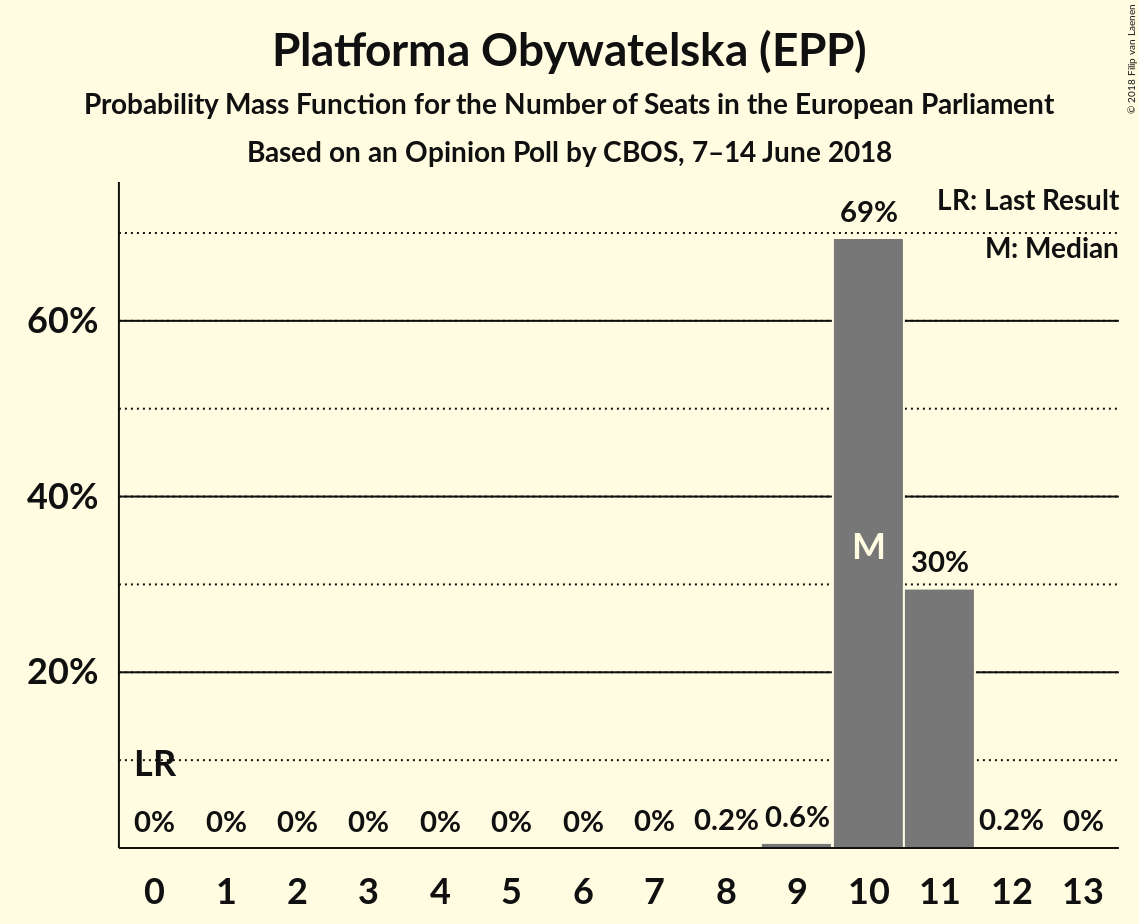 Platforma Obywatelska (EPP)
Probability Mass Function for the Number of Seats in the European Parliament
Based on an Opinion Poll by CBOS, 7–14 June 2018
© 2018 Filip van Laenen
LR: Last Result
M: Median
69%
60%
40%
M
30%
20%
LR
0% 0% 0% 0% 0% 0% 0% 0% 0.2% 0.6% 0.2% 0%
0 1 2 3 4 5 6 7 8 9 10 11 12 13